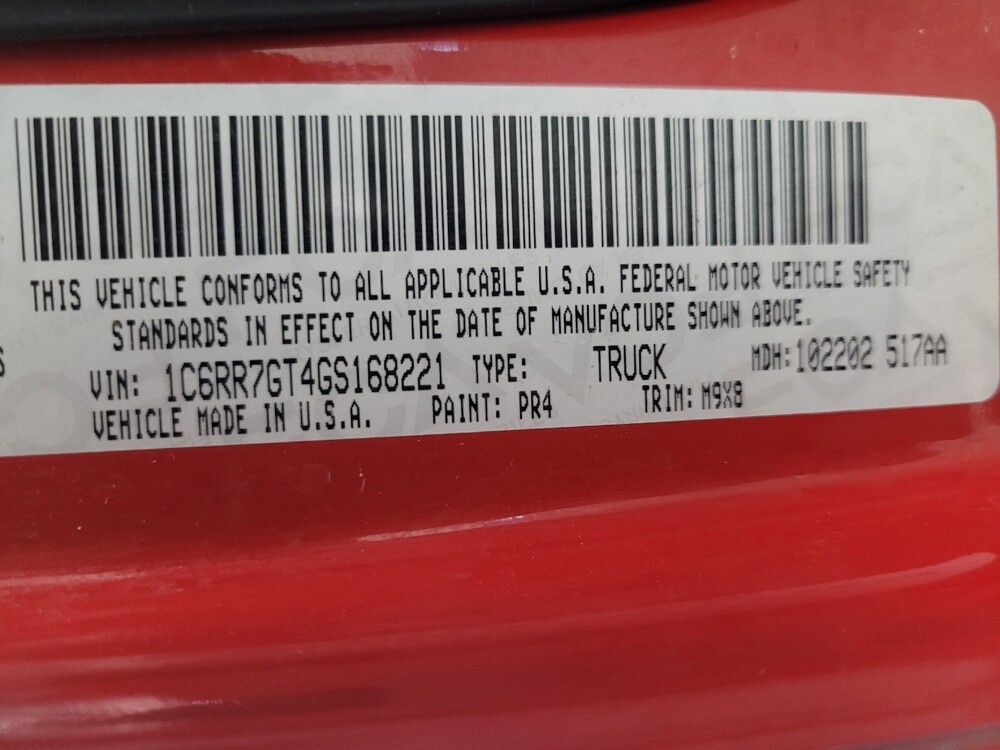 THIS VEHICLE CONFORMS TO ALL APPLICABLE U.S.A. FEDERAL MOTOR VEHICLE SAFETY
STANDARDS IN EFFECT ON THE DATE OF MANUFACTURE SHOWN ABOVE.
VIN: 1C6RR7GT4GS168221 TYPE: TRUCK MDH: 102202 517AA
VEHICLE MADE IN U.S.A. PAINT: PR4 TRIM: M9X8